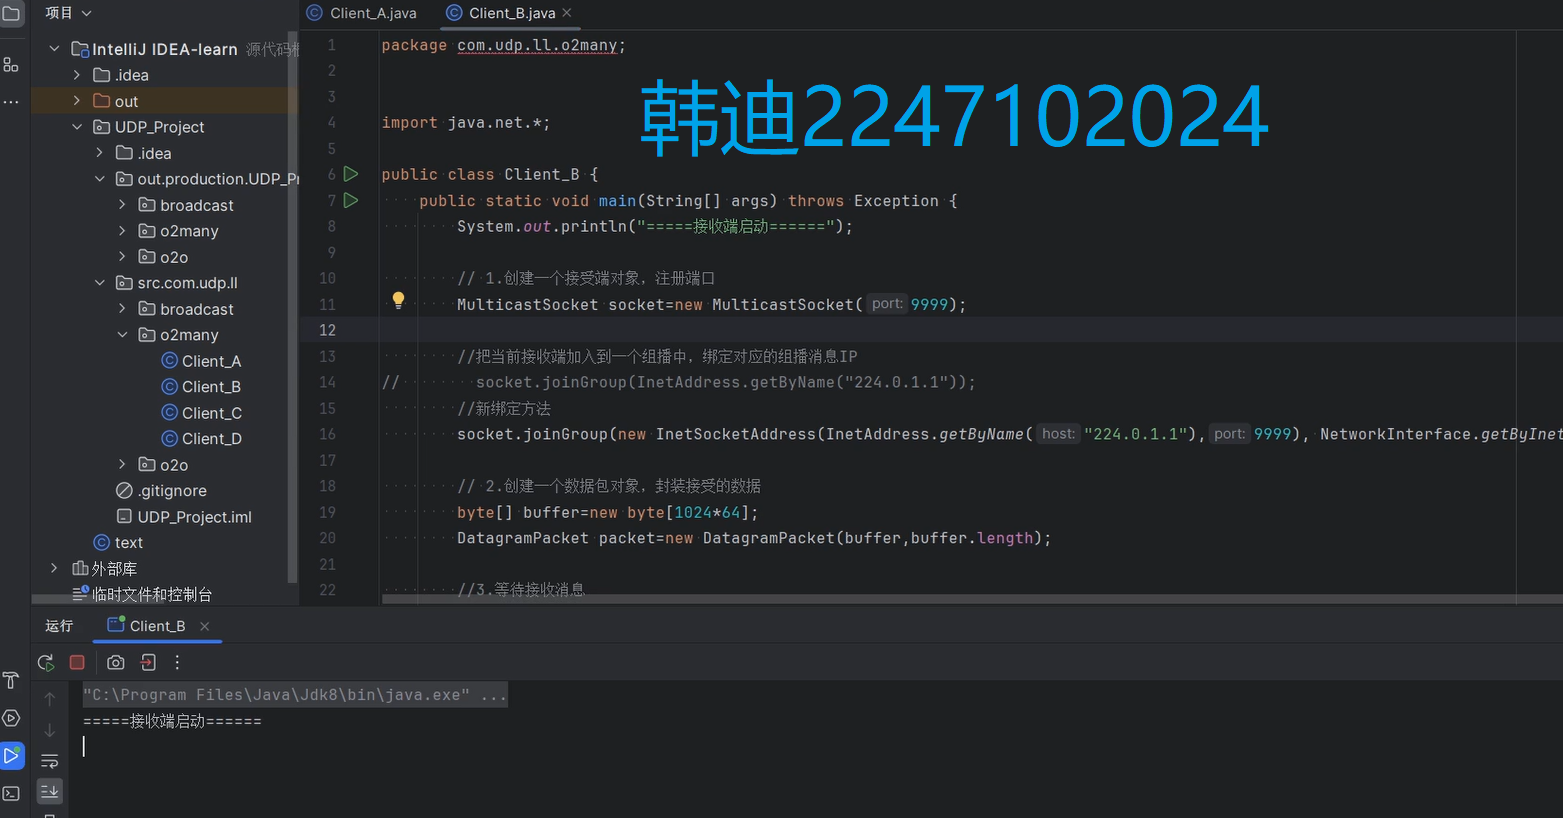 项目
Client_A.java
Client_B.java
IntelliJ IDEA-learn 源代码根
.idea
out
UDP_Project
.idea
out.production.UDP_Pr
broadcast
o2many
o2o
src.com.udp.ll
broadcast
o2many
Client_A
Client_B
Client_C
Client_D
o2o
.gitignore
UDP_Project.iml
text
外部库
临时文件和控制台
1 package com.udp.ll.o2many;
2
3
韩迪2247102024
4 import java.net.*;
5
6 public class Client_B {
7 public static void main(String[] args) throws Exception {
8 System.out.println("=====接收端启动======");
9
10 // 1.创建一个接受端对象，注册端口
11 MulticastSocket socket=new MulticastSocket( port: 9999);
12
13 //把当前接收端加入到一个组播中，绑定对应的组播消息IP
14 // socket.joinGroup(InetAddress.getByName("224.0.1.1"));
15 //新绑定方法
16 socket.joinGroup(new InetSocketAddress(InetAddress.getByName( host: "224.0.1.1"), port: 9999), NetworkInterface.getByInet
17
18 // 2.创建一个数据包对象，封装接受的数据
19 byte[] buffer=new byte[1024*64];
20 DatagramPacket packet=new DatagramPacket(buffer,buffer.length);
21
22 //3.等待接收消息
运行
Client_B
"C:\Program Files\Java\Jdk8\bin\java.exe" ...
=====接收端启动======